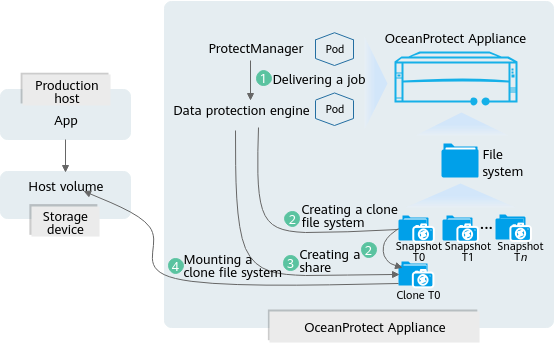 OceanProtect Appliance
ProtectManager
Pod
1
Delivering a job
Data protection engine
Pod
Production
host
App
File
system
Host volume
Storage
device
2
Creating a clone
file system
Snapshot
T0
Snapshot
T1
...
Snapshot
Tn
4
Mounting a
clone file system
3
Creating a
share
2
Clone T0
OceanProtect Appliance